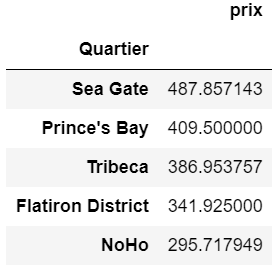 prix
Quartier
Sea Gate 487.857143
Prince's Bay 409.500000
Tribeca 386.953757
Flatiron District 341.925000
NoHo 295.717949